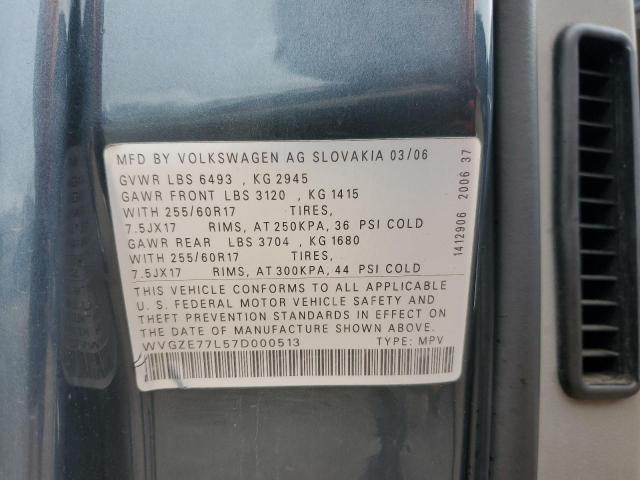 MFD BY VOLKSWAGEN AG SLOVAKIA 03/06
GVWR LBS 6493 , KG 2945
GAWR FRONT LBS 3120 , KG 1415
WITH 255/60R17 TIRES,
7.5JX17 RIMS, AT 250KPA, 36 PSI COLD
GAWR REAR LBS 3704 , KG 1680
WITH 255/60R17 TIRES,
7.5JX17 RIMS, AT 300KPA, 44 PSI COLD
THIS VEHICLE CONFORMS TO ALL APPLICABLE
U. S. FEDERAL MOTOR VEHICLE SAFETY AND
THEFT PREVENTION STANDARDS IN EFFECT ON
THE DATE OF MANUFACTURE SHOWN ABOVE.
WVGZE77L57D000513 TYPE: MPV
1412906 2006 37